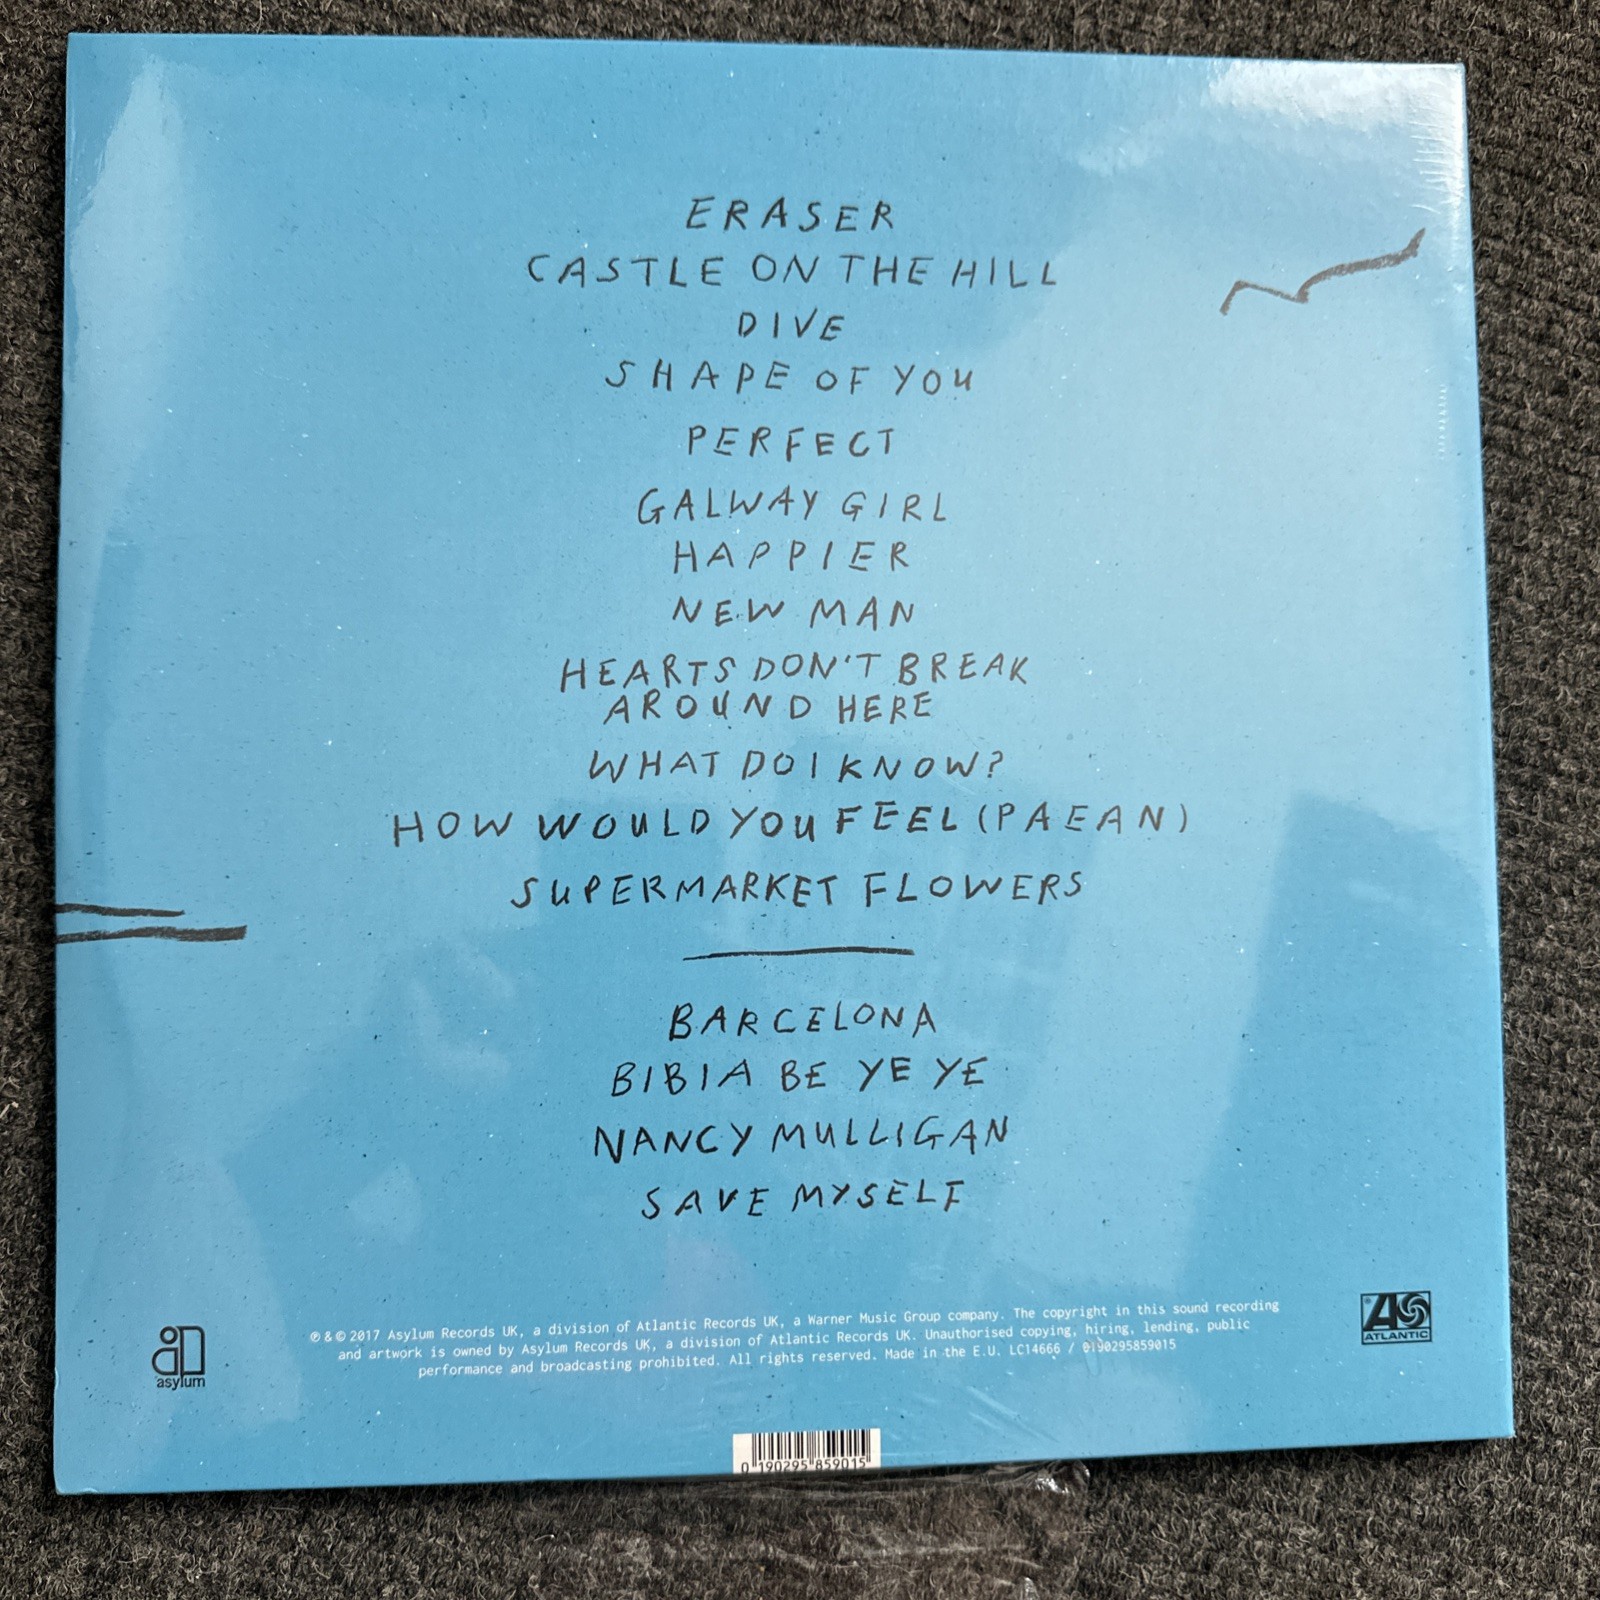 ERASER
CASTLE ON THE HILL
DIVE
SHAPE OF YOU
PERFECT
GALWAY GIRL
HAPPIER
NEW MAN
HEARTS DON'T BREAK
AROUND HERE
WHAT DO I KNOW?
HOW WOULD YOU FEEL (PAEAN)
SUPERMARKET FLOWERS
BARCELONA
BIBIA BE YE YE
NANCY MULLIGAN
SAVE MYSELF
℗ & © 2017 Asylum Records UK, a division of Atlantic Records UK, a Warner Music Group company. The copyright in this sound recording
and artwork is owned by Asylum Records UK, a division of Atlantic Records UK. Unauthorised copying, hiring, lending, public
performance and broadcasting prohibited. All rights reserved. Made in the E.U. LC14666 / 0190295859015
asylum
ATLANTIC
0 190295 859015